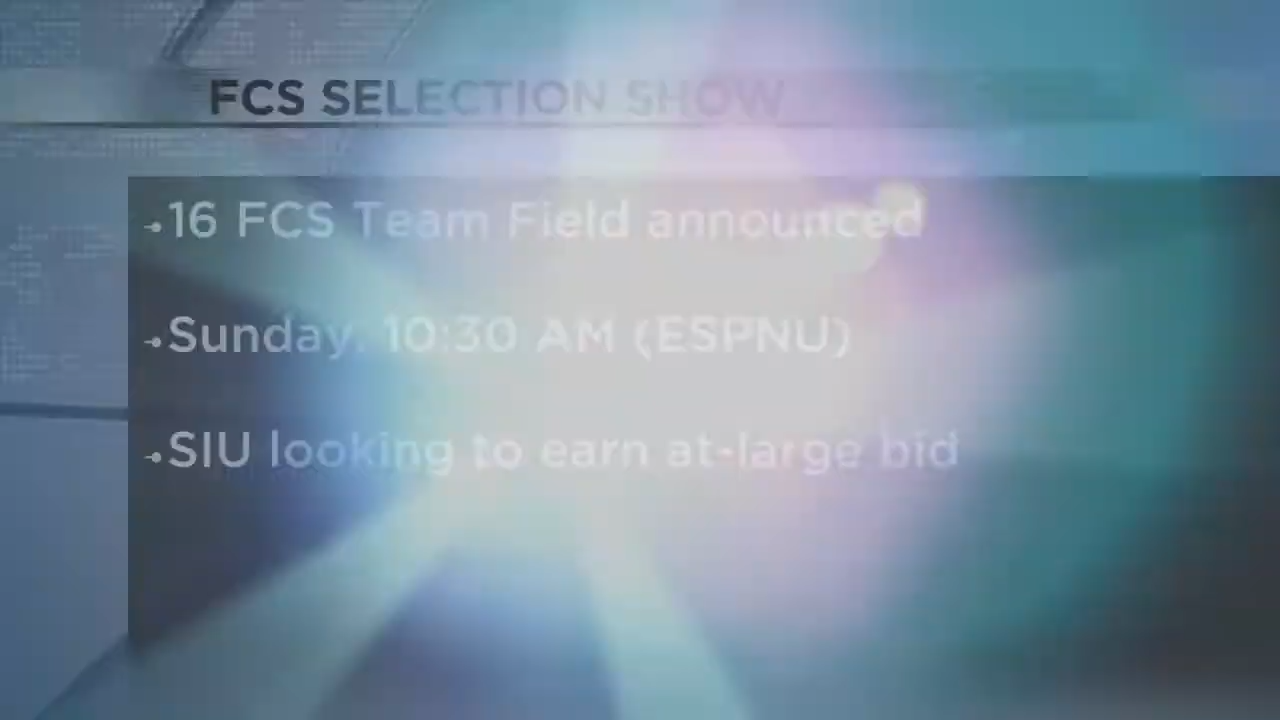 FCS SELECTION SHOW
16 FCS Team Field announced
Sunday, 10:30 AM (ESPNU)
SIU looking to earn at-large bid